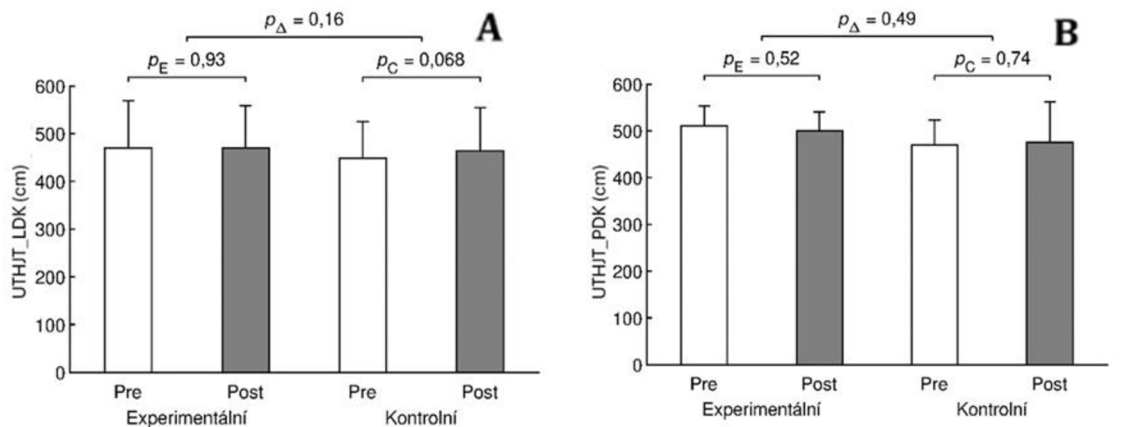 A
p_Δ = 0,16
p_E = 0,93
p_C = 0,068
600
500
400
300
200
100
0
UTHJT_LDK (cm)
Pre Post Pre Post
Experimentální Kontrolní
B
p_Δ = 0,49
p_E = 0,52
p_C = 0,74
600
500
400
300
200
100
0
UTHJT_PDK (cm)
Pre Post Pre Post
Experimentální Kontrolní